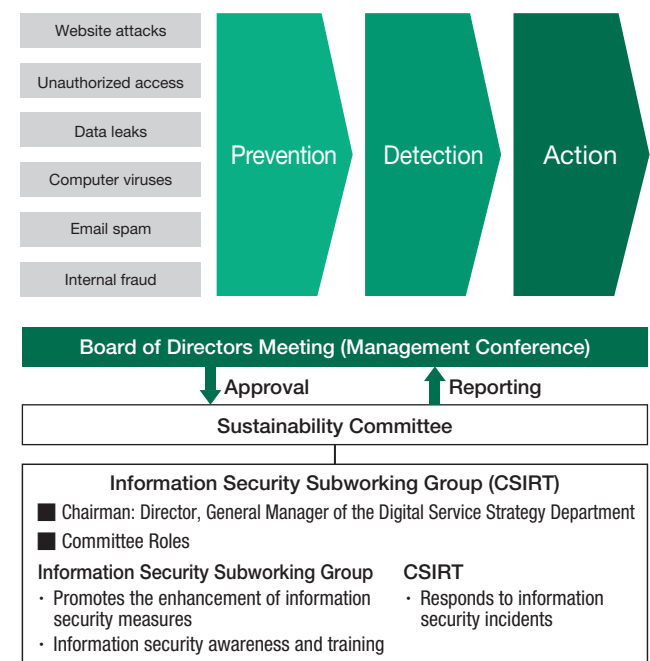 Website attacks
Unauthorized access
Data leaks
Computer viruses
Email spam
Internal fraud
Prevention
Detection
Action
Board of Directors Meeting (Management Conference)
Approval
Reporting
Sustainability Committee
Information Security Subworking Group (CSIRT)
■ Chairman: Director, General Manager of the Digital Service Strategy Department
■ Committee Roles
Information Security Subworking Group
・Promotes the enhancement of information
security measures
・Information security awareness and training
CSIRT
・Responds to information
security incidents